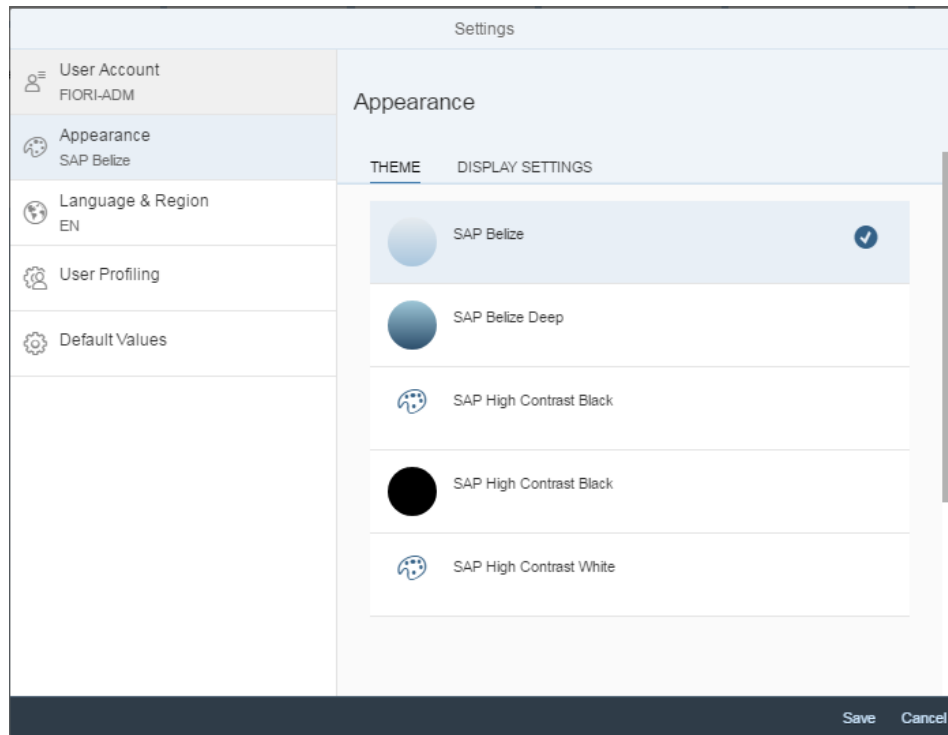 Settings
User Account
FIORI-ADM
Appearance
SAP Belize
Language & Region
EN
User Profiling
Default Values
Appearance
THEME DISPLAY SETTINGS
SAP Belize
SAP Belize Deep
SAP High Contrast Black
SAP High Contrast Black
SAP High Contrast White
Save Cancel